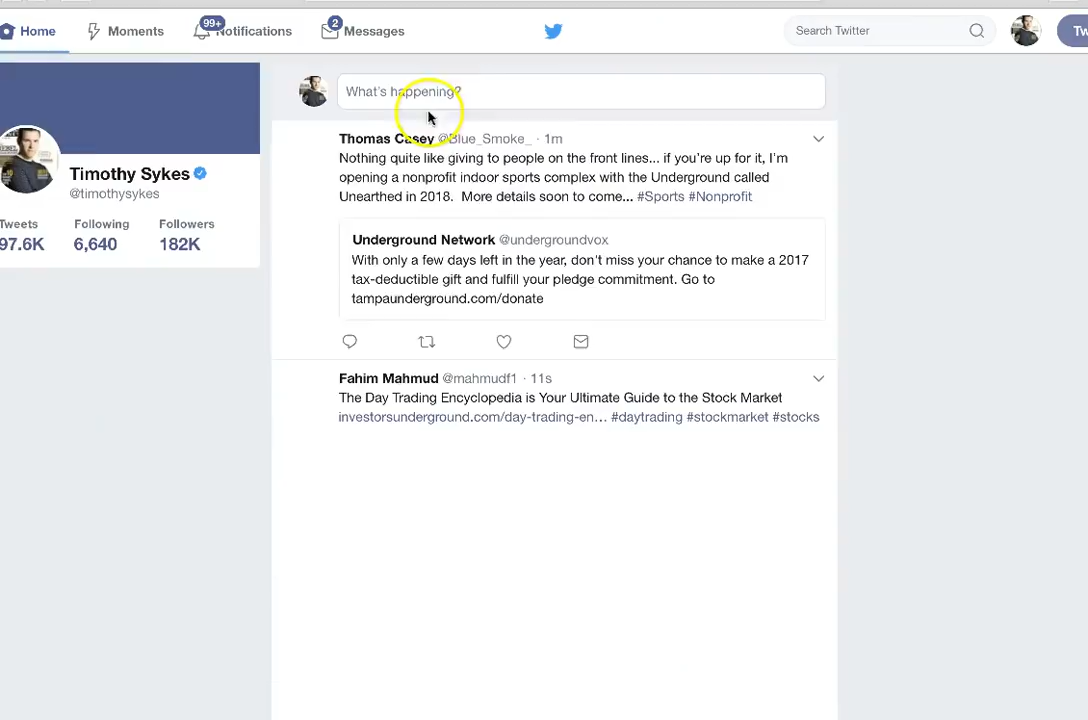 Home Moments 99+ Notifications 2 Messages Search Twitter Tw
What's happening?
Timothy Sykes
@timothysykes
Tweets Following Followers
97.6K 6,640 182K
Thomas Casey @Blue_Smoke_ · 1m
Nothing quite like giving to people on the front lines... if you're up for it, I'm
opening a nonprofit indoor sports complex with the Underground called
Unearthed in 2018. More details soon to come... #Sports #Nonprofit
Underground Network @undergroundvox
With only a few days left in the year, don't miss your chance to make a 2017
tax-deductible gift and fulfill your pledge commitment. Go to
tampaunderground.com/donate
Fahim Mahmud @mahmudf1 · 11s
The Day Trading Encyclopedia is Your Ultimate Guide to the Stock Market
investorsunderground.com/day-trading-en… #daytrading #stockmarket #stocks